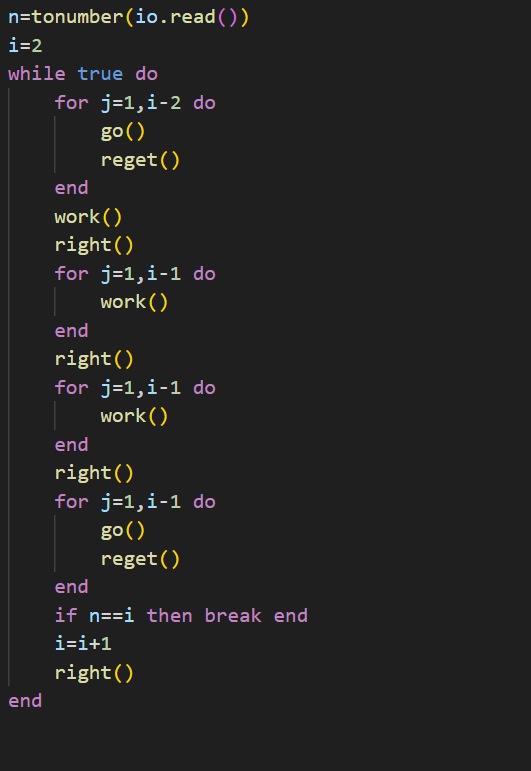 n=tonumber(io.read())
i=2
while true do
    for j=1,i-2 do
        go()
        reget()
    end
    work()
    right()
    for j=1,i-1 do
        work()
    end
    right()
    for j=1,i-1 do
        work()
    end
    right()
    for j=1,i-1 do
        go()
        reget()
    end
    if n==i then break end
    i=i+1
    right()
end